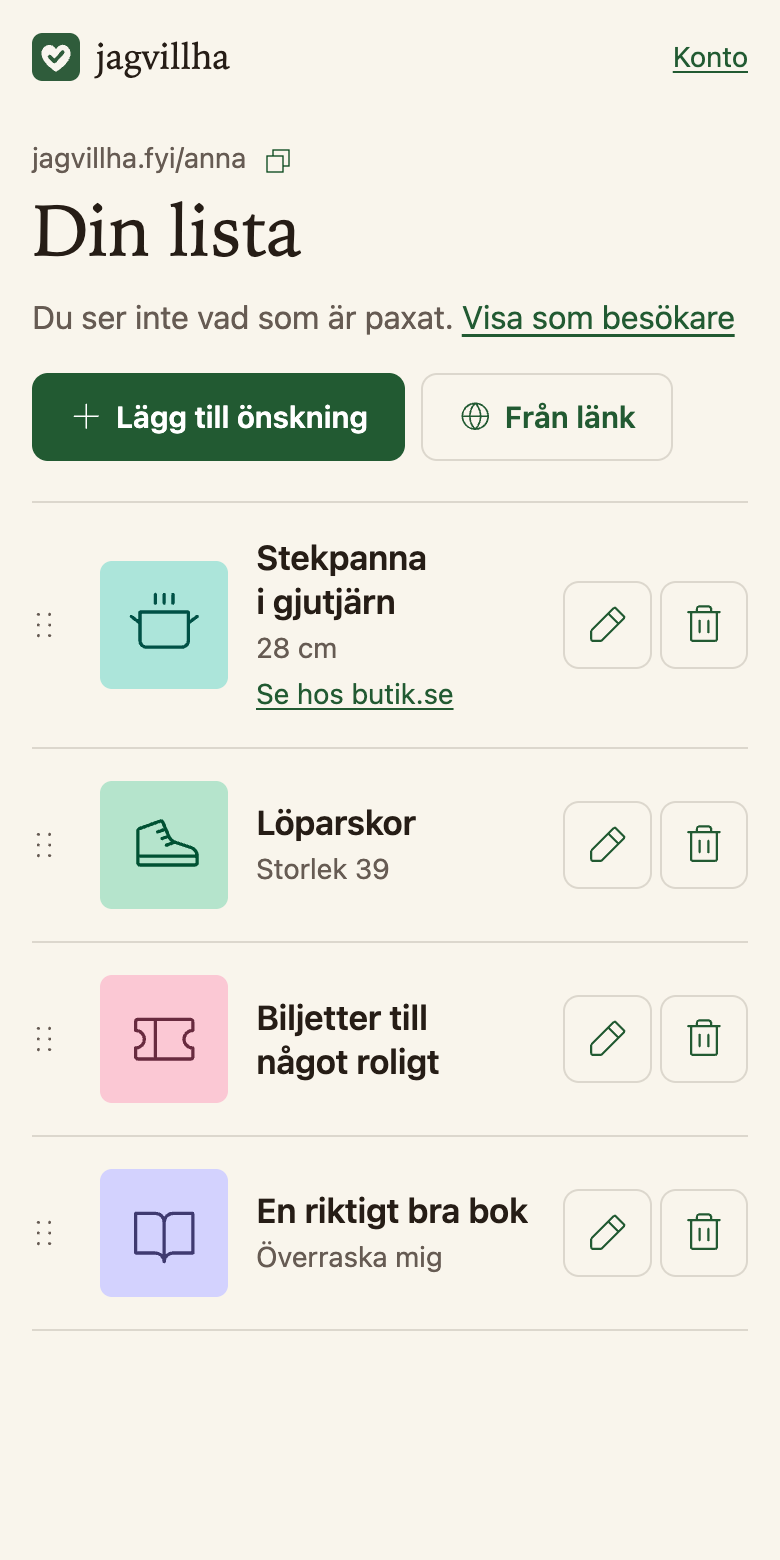 jagvillha
Konto
jagvillha.fyi/anna
Din lista
Du ser inte vad som är paxat. Visa som besökare
Lägg till önskning
Från länk
Stekpanna
i gjutjärn
28 cm
Se hos butik.se
Löparskor
Storlek 39
Biljetter till
något roligt
En riktigt bra bok
Överraska mig